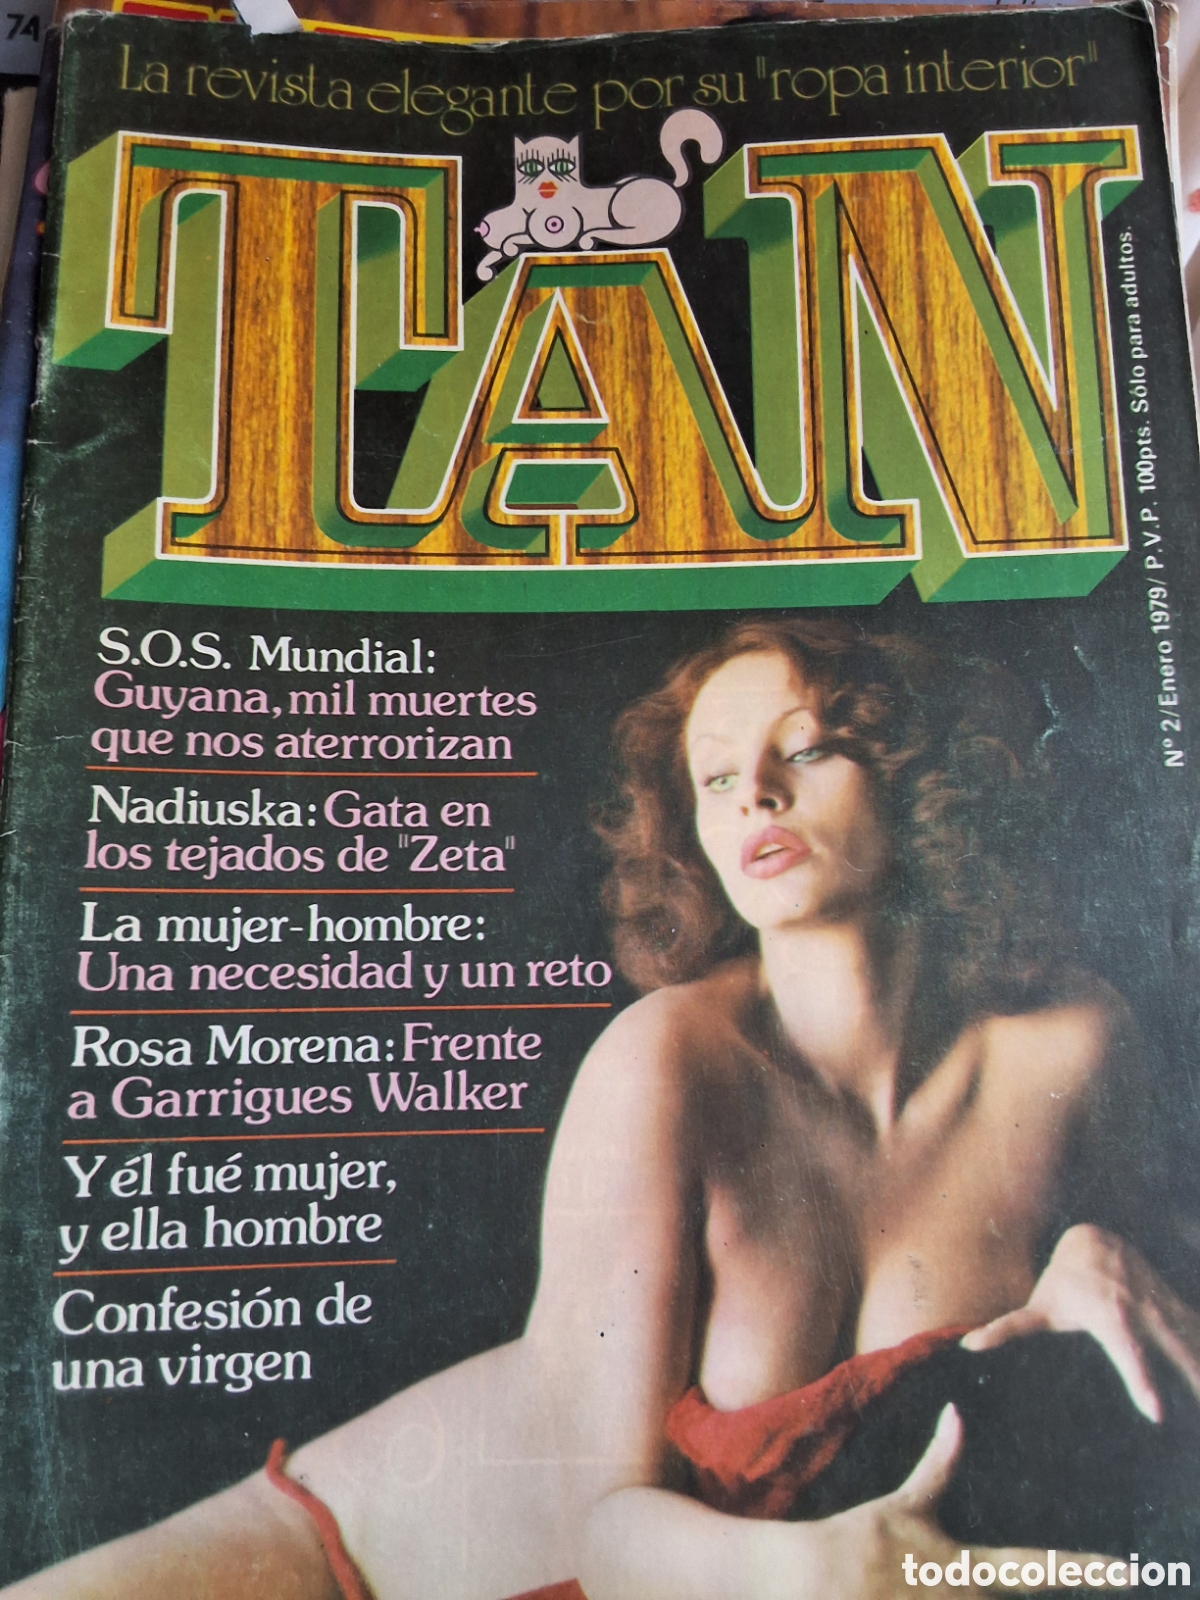 74
La revista elegante por su "ropa interior"
TAN
Nº 2/Enero 1979/ P.V.P. 100pts. Sólo para adultos.
S.O.S. Mundial:
Guyana, mil muertes
que nos aterrorizan
Nadiuska: Gata en
los tejados de "Zeta"
La mujer-hombre:
Una necesidad y un reto
Rosa Morena: Frente
a Garrigues Walker
Y él fué mujer,
y ella hombre
Confesión de
una virgen
todocoleccion